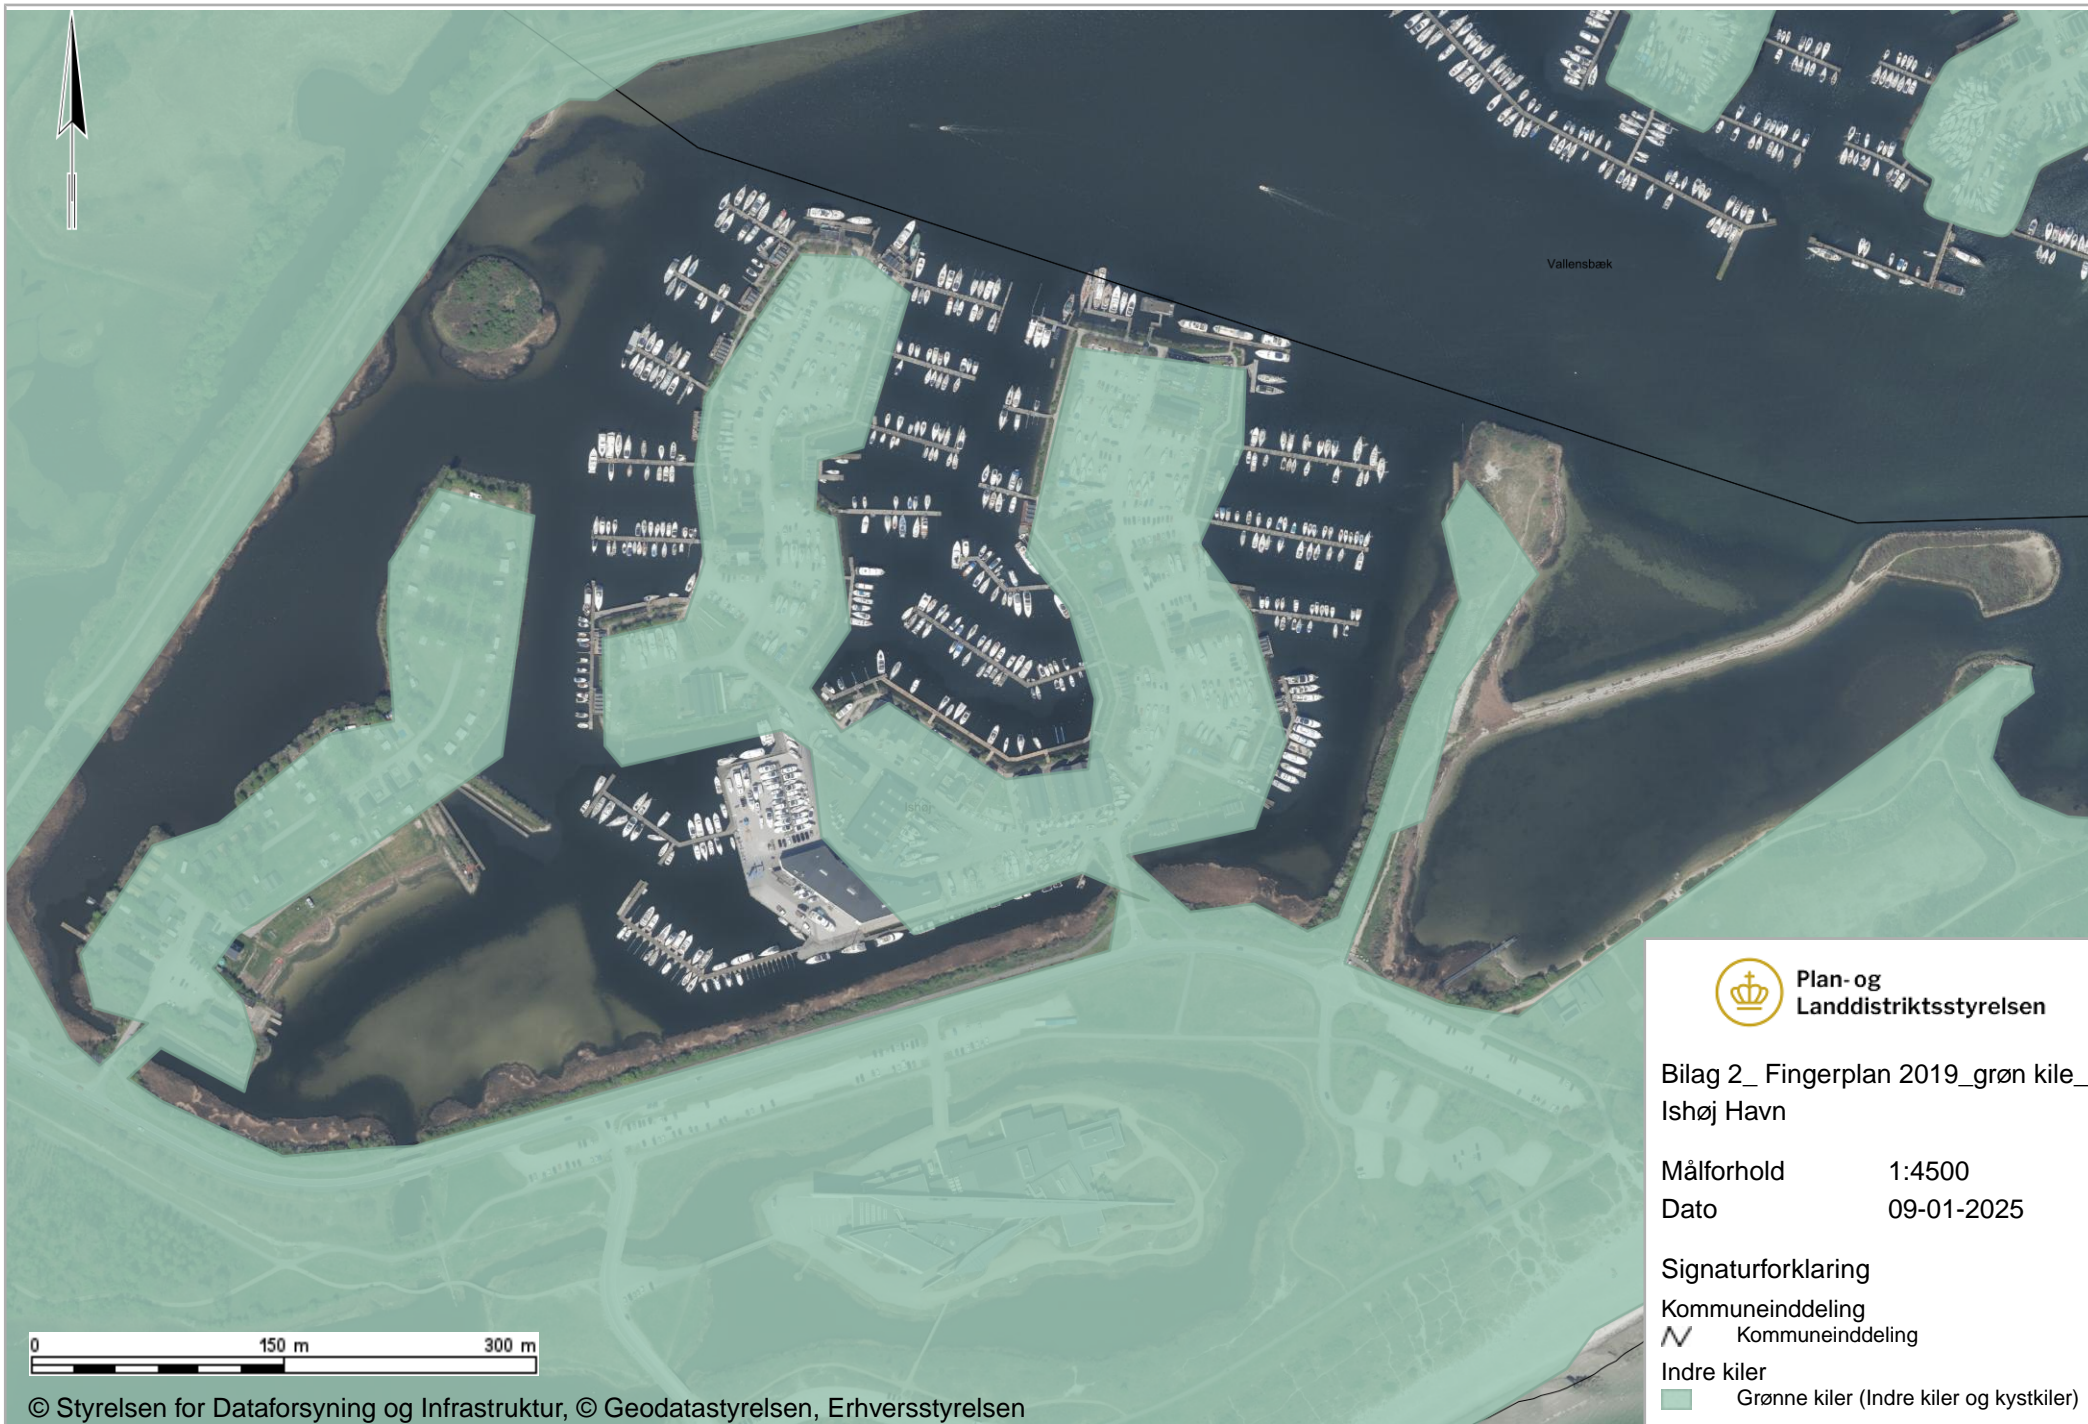 Vallensbæk
Ishøj
Plan- og
Landdistriktsstyrelsen
Bilag 2_ Fingerplan 2019_grøn kile_
Ishøj Havn
Målforhold 1:4500
Dato 09-01-2025
Signaturforklaring
Kommuneinddeling
Kommuneinddeling
Indre kiler
Grønne kiler (Indre kiler og kystkiler)
0 150 m 300 m
© Styrelsen for Dataforsyning og Infrastruktur, © Geodatastyrelsen, Erhversstyrelsen